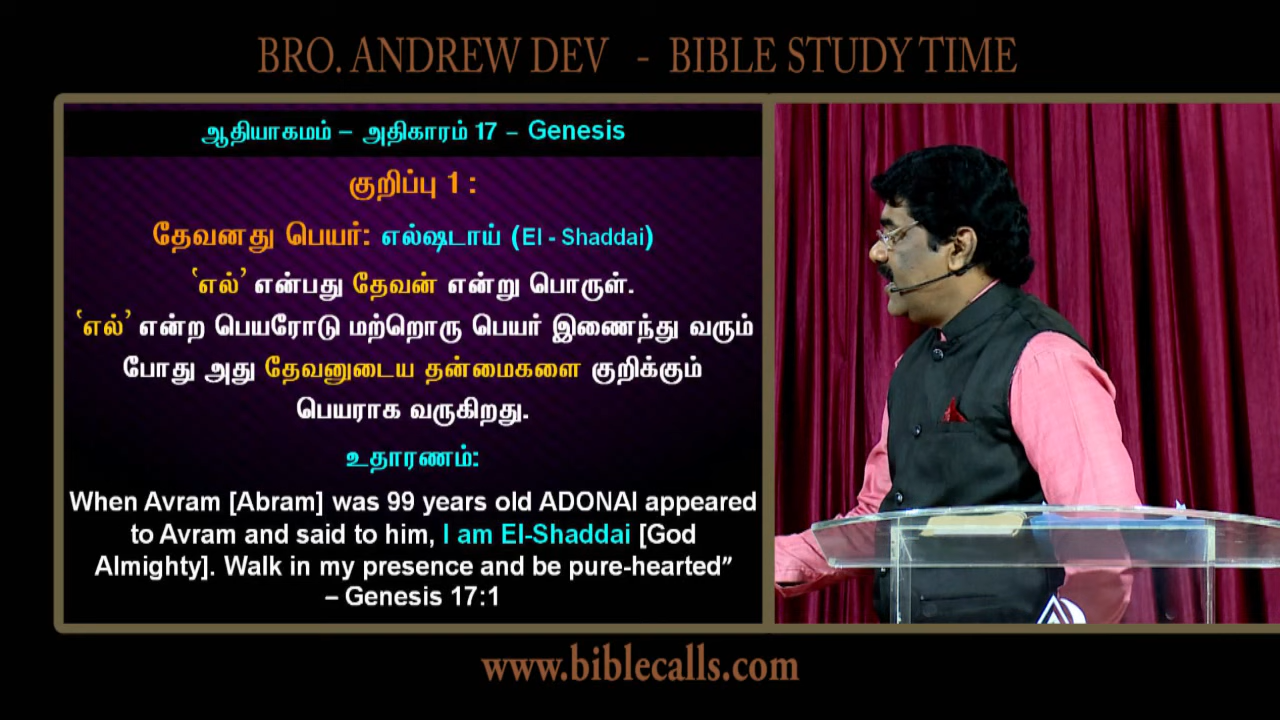 BRO. ANDREW DEV - BIBLE STUDY TIME
ஆதியாகமம் – அதிகாரம் 17 – Genesis
குறிப்பு 1 :
தேவனது பெயர்: எல்ஷடாய் (El - Shaddai)
‘எல்’ என்பது தேவன் என்று பொருள்.
‘எல்’ என்ற பெயரோடு மற்றொரு பெயர் இணைந்து வரும்
போது அது தேவனுடைய தன்மைகளை குறிக்கும்
பெயராக வருகிறது.
உதாரணம்:
When Avram [Abram] was 99 years old ADONAI appeared
to Avram and said to him, I am El-Shaddai [God
Almighty]. Walk in my presence and be pure-hearted”
– Genesis 17:1
www.biblecalls.com